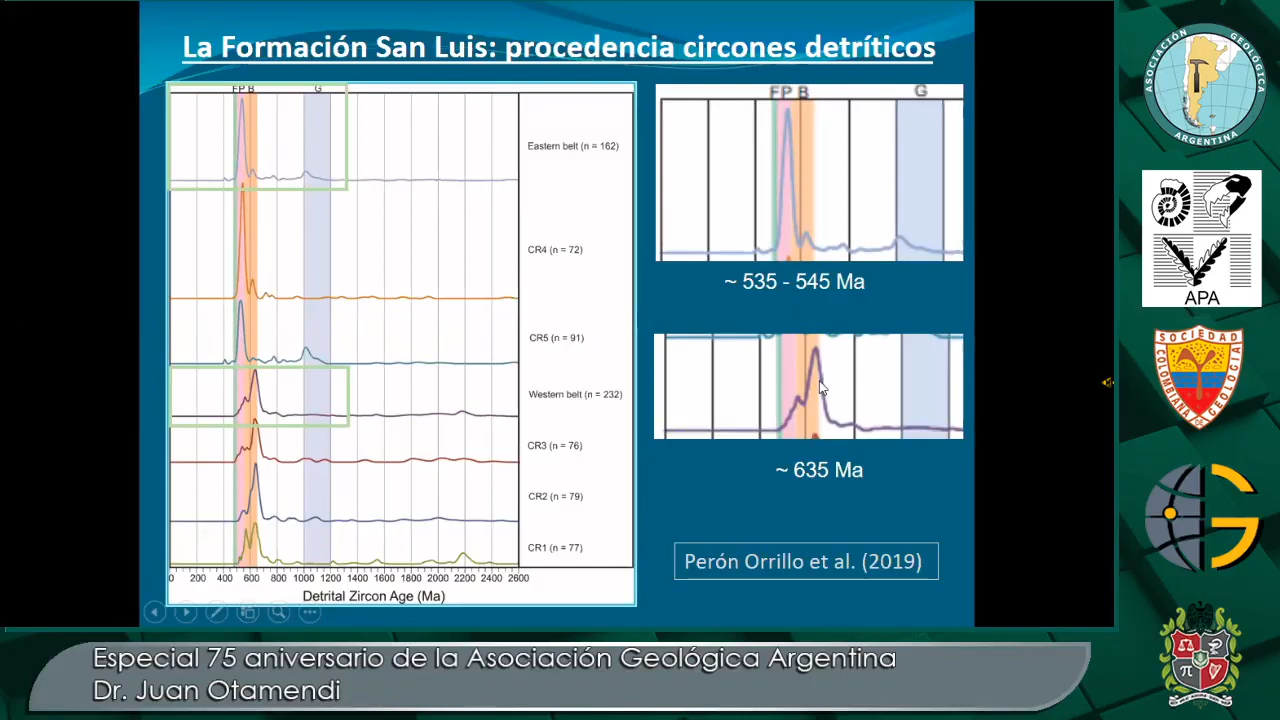 La Formación San Luis: procedencia circones detríticos
FP B G
Eastern belt (n = 162)
CR4 (n = 72)
CR5 (n = 91)
Western belt (n = 232)
CR3 (n = 76)
CR2 (n = 79)
CR1 (n = 77)
0 200 400 600 800 1000 1200 1400 1600 1800 2000 2200 2400 2600
Detrital Zircon Age (Ma)
FP B G
~ 535 - 545 Ma
~ 635 Ma
Perón Orrillo et al. (2019)
ASOCIACIÓN GEOLÓGICA
ARGENTINA
APA
SOCIEDAD
COLOMBIANA
DE
GEOLOGIA
G
Especial 75 aniversario de la Asociación Geológica Argentina
Dr. Juan Otamendi